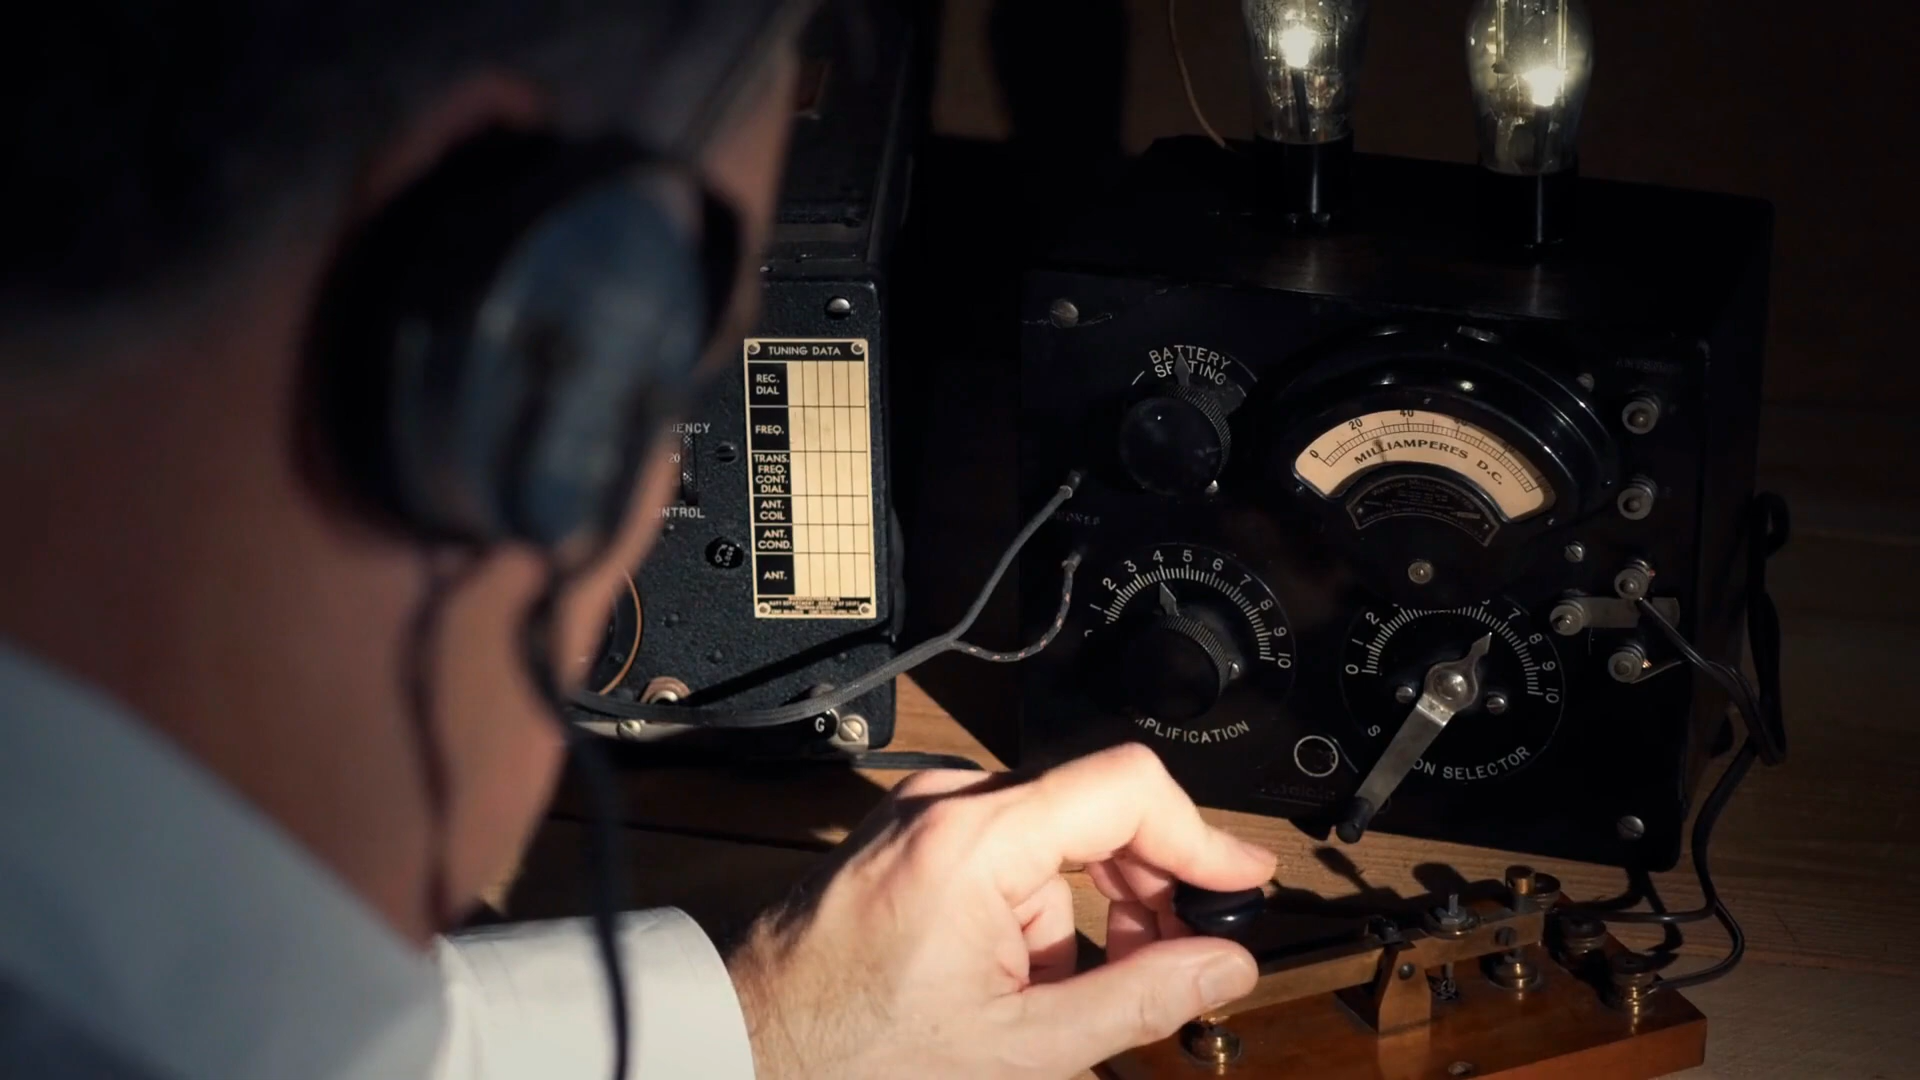 TUNING DATA
REC.
DIAL
FREQ.
TRANS.
FREQ.
CONT.
DIAL
ANT.
COIL
ANT.
COND.
ANT.
20
G
BATTERY
SETTING
0 20 40
MILLIAMPERES D.C.
1 2 3 4 5 6 7 8 9 10
PLIFICATION
0 1 2 7 8 9 10
ON SELECTOR